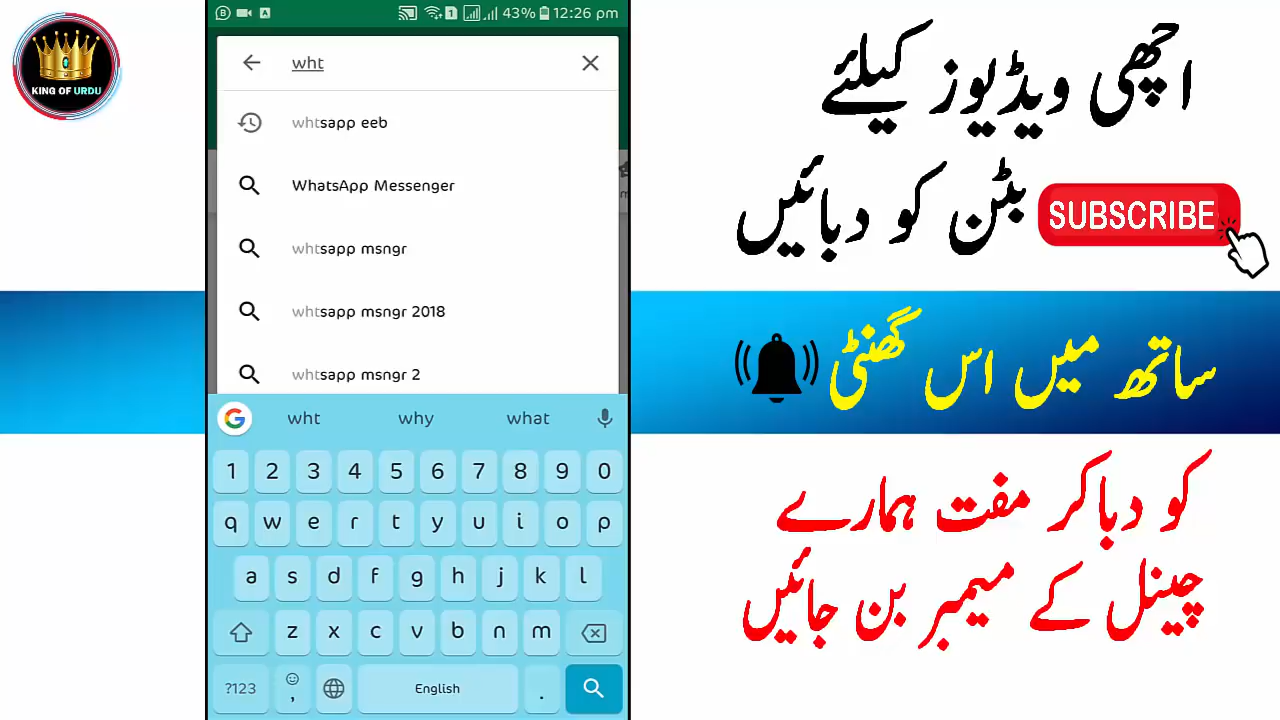 KING OF URDU
B A 1 43% 12:26 pm
wht
whtsapp eeb
WhatsApp Messenger
whtsapp msngr
whtsapp msngr 2018
whtsapp msngr 2
G wht why what
1 2 3 4 5 6 7 8 9 0
q w e r t y u i o p
a s d f g h j k l
z x c v b n m
?123 , English .
اچھی ویڈیوز کیلئے
SUBSCRIBE بٹن کو دبائیں
ساتھ میں اس گھنٹی
کو دباکر مفت ہمارے
چینل کے میمبر بن جائیں